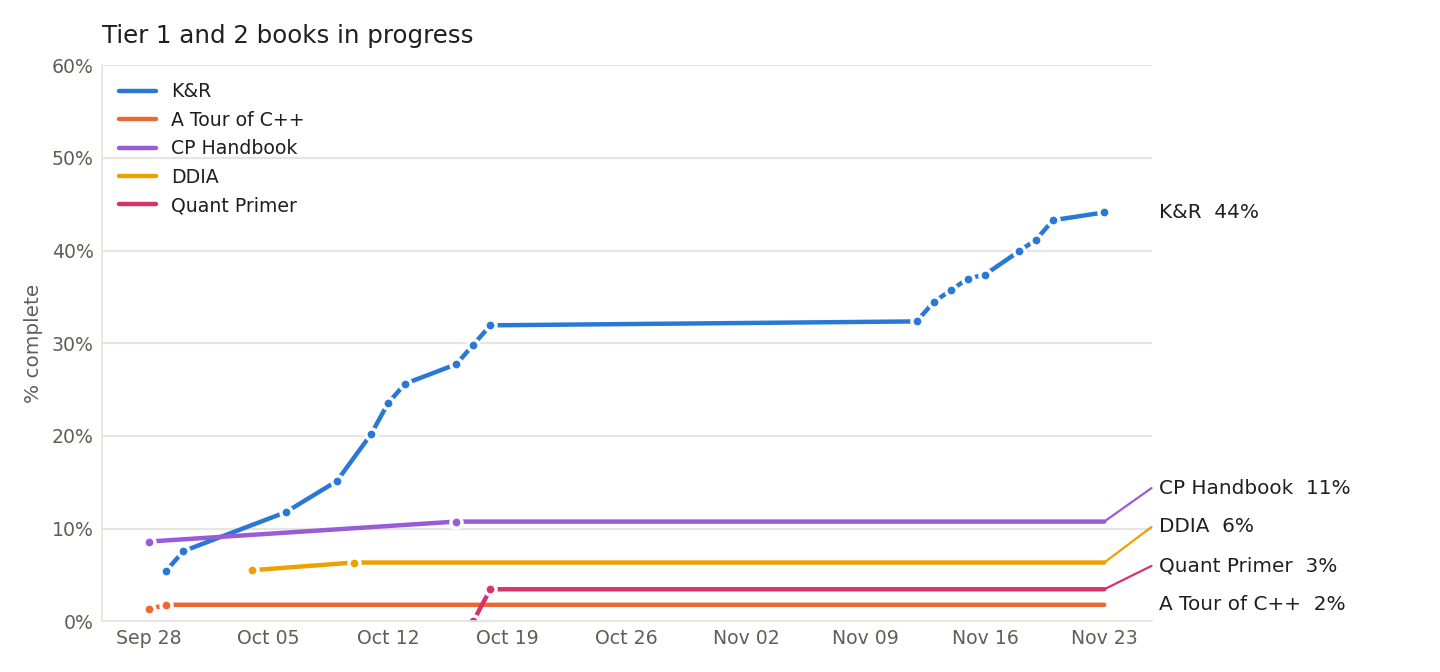 Tier 1 and 2 books in progress
60%
50%
40%
30%
20%
10%
0%
% complete
K&R
A Tour of C++
CP Handbook
DDIA
Quant Primer
K&R 44%
CP Handbook 11%
DDIA 6%
Quant Primer 3%
A Tour of C++ 2%
Sep 28 Oct 05 Oct 12 Oct 19 Oct 26 Nov 02 Nov 09 Nov 16 Nov 23